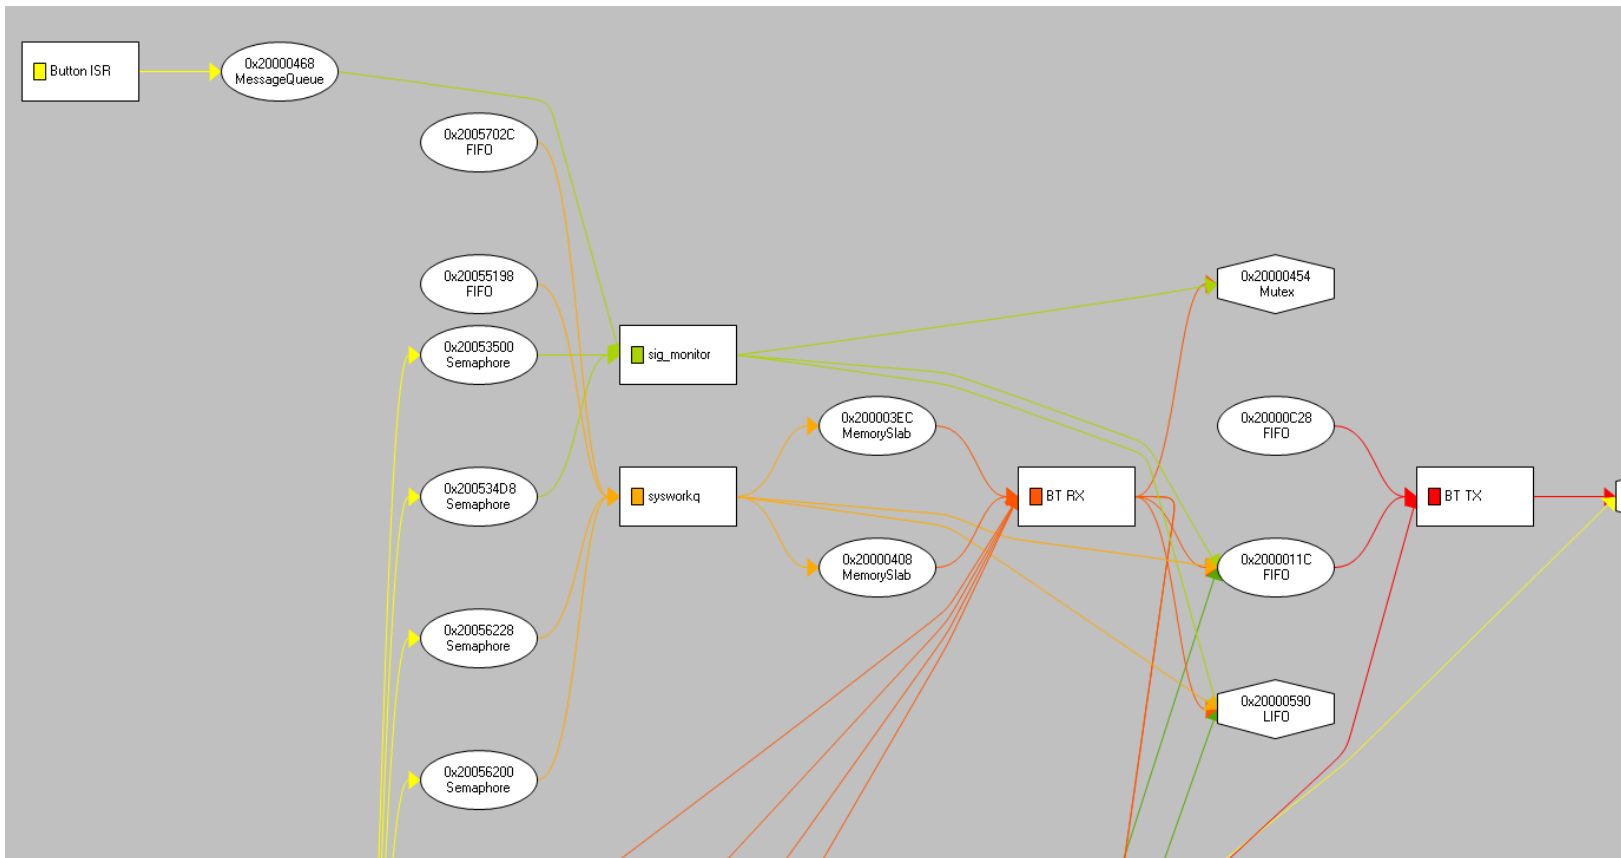 Button ISR
0x20000468
MessageQueue
0x2005702C
FIFO
0x20055198
FIFO
0x20000454
Mutex
0x20053500
Semaphore
sig_monitor
0x200003EC
MemorySlab
0x20000C28
FIFO
0x200534D8
Semaphore
sysworkq
BT RX
BT TX
0x20000408
MemorySlab
0x2000011C
FIFO
0x20056228
Semaphore
0x20000590
LIFO
0x20056200
Semaphore